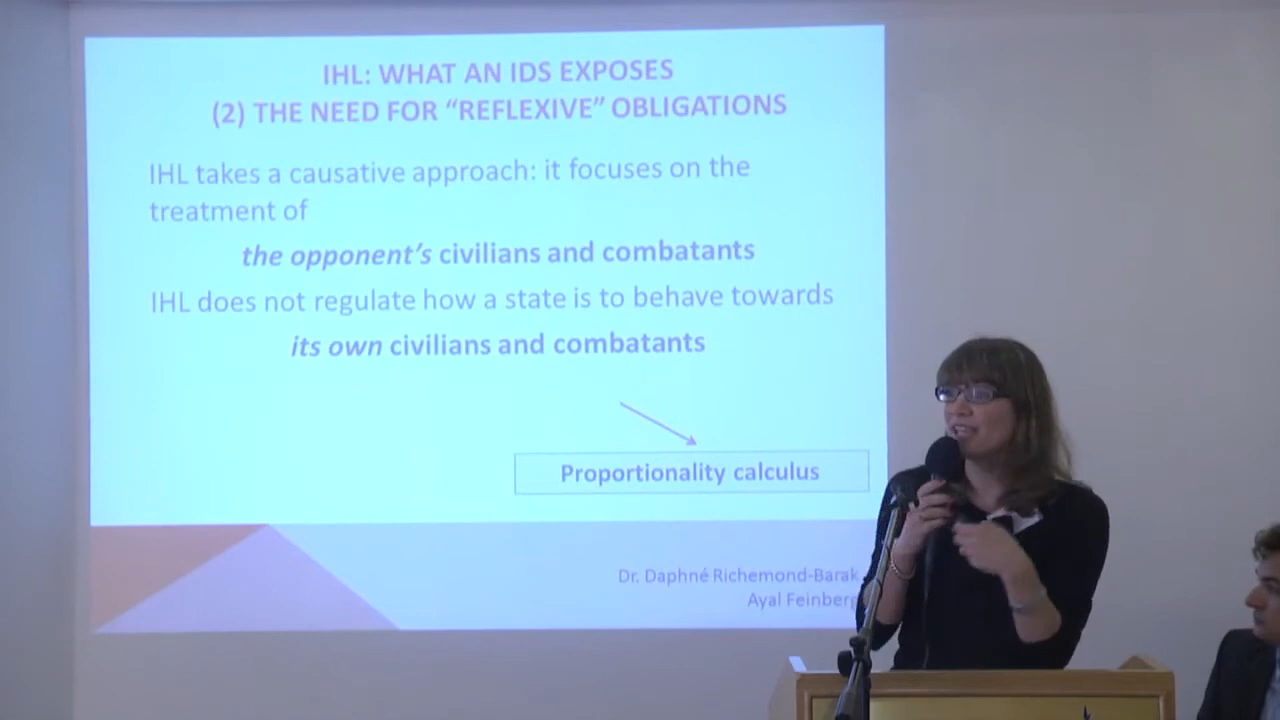 IHL: WHAT AN IDS EXPOSES
(2) THE NEED FOR “REFLEXIVE” OBLIGATIONS
IHL takes a causative approach: it focuses on the
treatment of
the opponent’s civilians and combatants
IHL does not regulate how a state is to behave towards
its own civilians and combatants
Proportionality calculus
Dr. Daphné Richemond-Barak
Ayal Feinberg